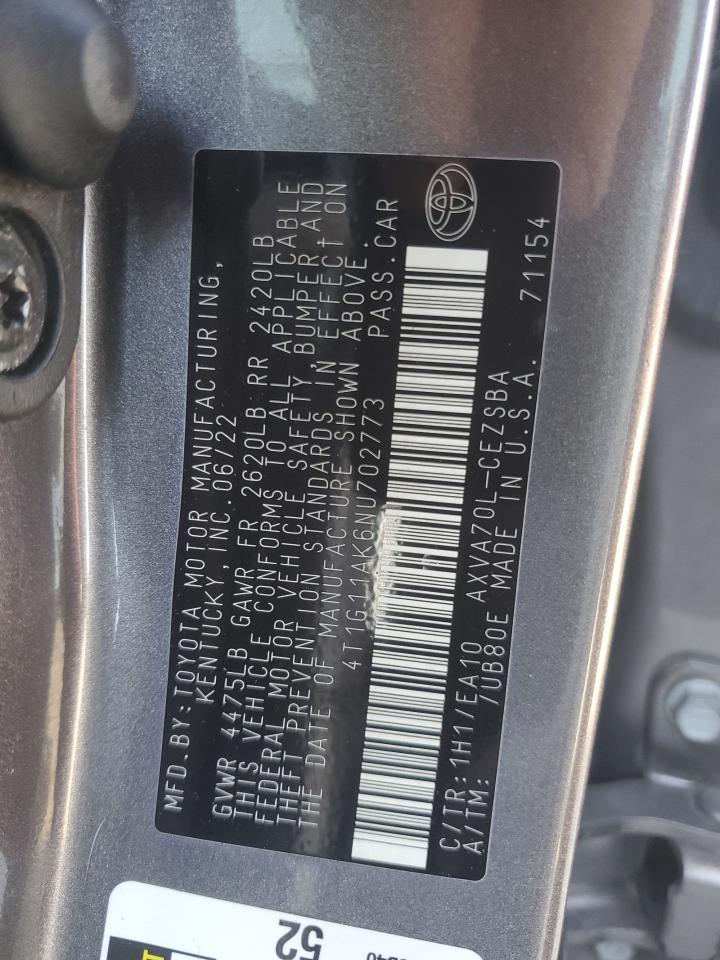 MFD.BY:TOYOTA MOTOR MANUFACTURING,
KENTUCKY, INC. 06/22
GVWR 4475LB GAWR FR 2620LB RR 2420LB
THIS VEHICLE CONFORMS TO ALL APPLICABLE
FEDERAL MOTOR VEHICLE SAFETY, BUMPER, AND
THEFT PREVENTION STANDARDS IN EFFECT ON
THE DATE OF MANUFACTURE SHOWN ABOVE.
4T1G11AK6NU702773 PASS.CAR
C/TR:1H1/EA10 AXVA70L-CEZSBA
A/TM: /UB80E MADE IN U.S.A. 71154
52